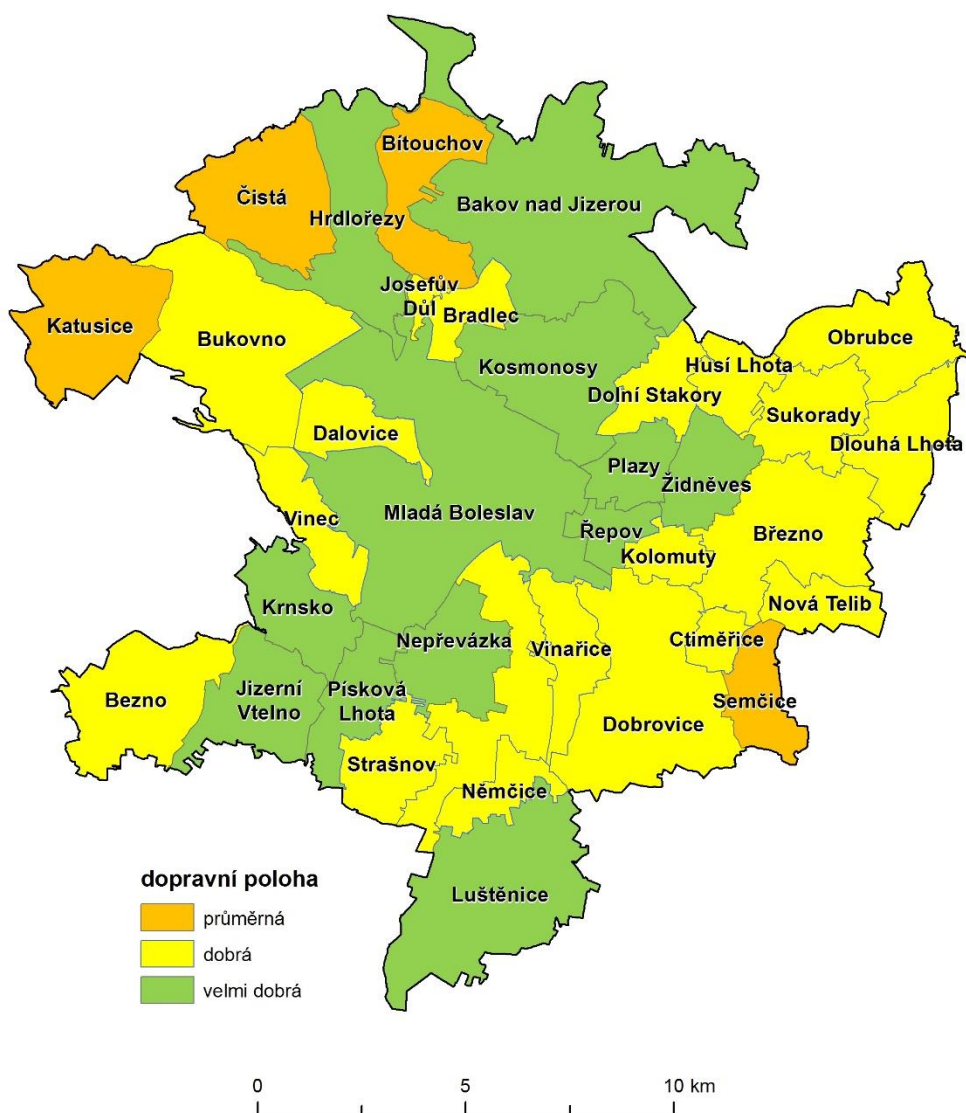 Bítouchov
Čistá
Bakov nad Jizerou
Hrdlořezy
Josefův
Důl
Bradlec
Katusice
Bukovno
Obrubce
Husí Lhota
Kosmonosy
Dolní Stakory
Sukorady
Dalovice
Dlouhá Lhota
Plazy
Židněves
Mladá Boleslav
Vinec
Řepov
Březno
Kolomuty
Krnsko
Nová Telib
Nepřevázka
Vinařice
Ctiměřice
Bezno
Jizerní
Vtelno
Písková
Lhota
Semčice
Dobrovice
Strašnov
Němčice
Luštěnice
dopravní poloha
průměrná
dobrá
velmi dobrá
0 5 10 km